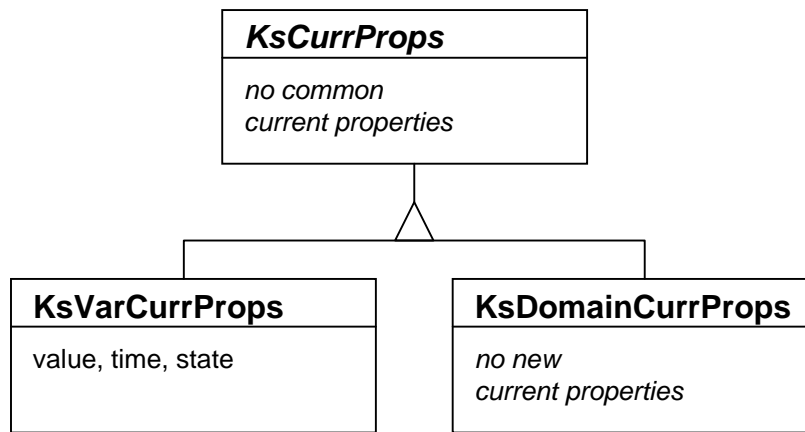 KsCurrProps
no common
current properties
KsVarCurrProps
value, time, state
KsDomainCurrProps
no new
current properties